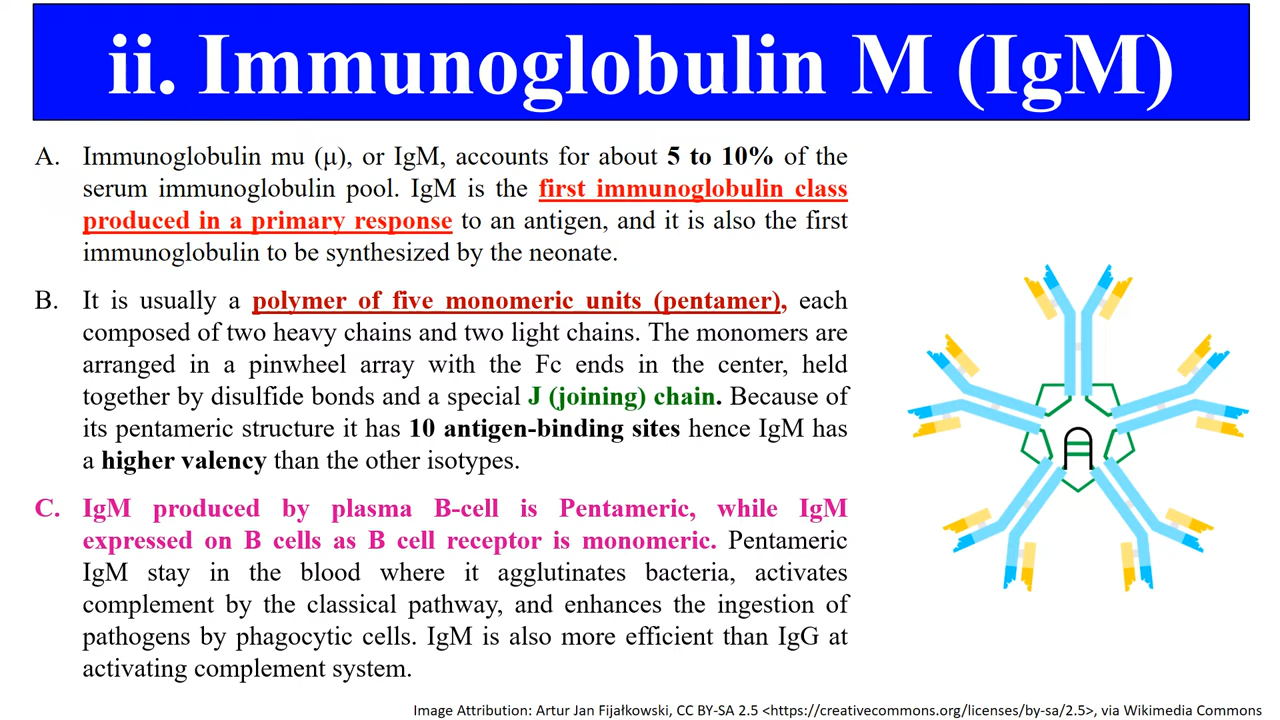 ii. Immunoglobulin M (IgM)
A. Immunoglobulin mu (μ), or IgM, accounts for about 5 to 10% of the
serum immunoglobulin pool. IgM is the first immunoglobulin class
produced in a primary response to an antigen, and it is also the first
immunoglobulin to be synthesized by the neonate.
B. It is usually a polymer of five monomeric units (pentamer), each
composed of two heavy chains and two light chains. The monomers are
arranged in a pinwheel array with the Fc ends in the center, held
together by disulfide bonds and a special J (joining) chain. Because of
its pentameric structure it has 10 antigen-binding sites hence IgM has
a higher valency than the other isotypes.
C. IgM produced by plasma B-cell is Pentameric, while IgM
expressed on B cells as B cell receptor is monomeric. Pentameric
IgM stay in the blood where it agglutinates bacteria, activates
complement by the classical pathway, and enhances the ingestion of
pathogens by phagocytic cells. IgM is also more efficient than IgG at
activating complement system.
Image Attribution: Artur Jan Fijałkowski, CC BY-SA 2.5 <https://creativecommons.org/licenses/by-sa/2.5>, via Wikimedia Commons